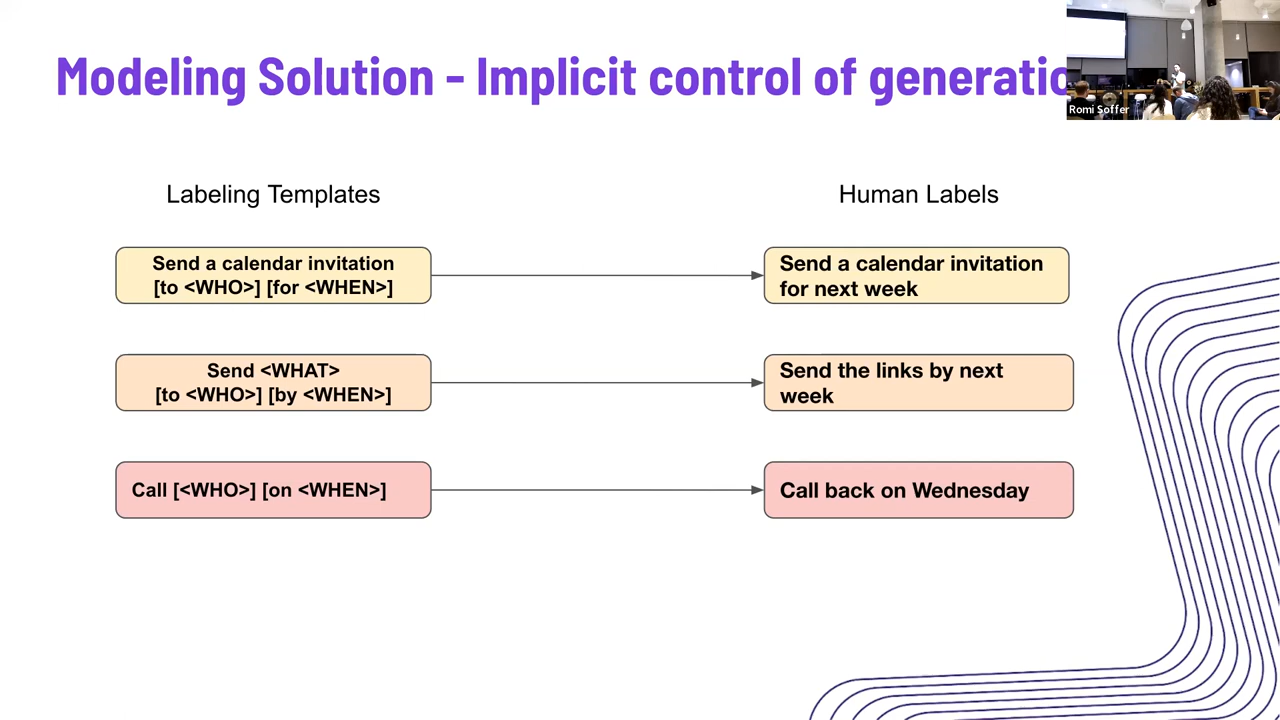 Modeling Solution - Implicit control of generatio
Romi Soffer
Labeling Templates
Human Labels
Send a calendar invitation
[to <WHO>] [for <WHEN>]
Send a calendar invitation
for next week
Send <WHAT>
[to <WHO>] [by <WHEN>]
Send the links by next
week
Call [<WHO>] [on <WHEN>]
Call back on Wednesday